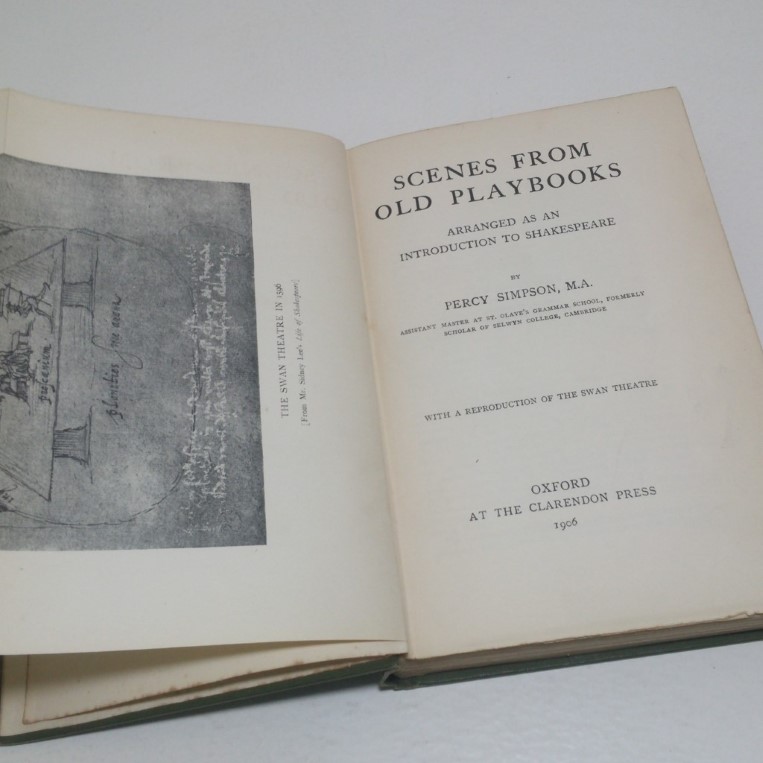 THE SWAN THEATRE IN 1596
[From Mr. Sidney Lee's Life of Shakespeare]
proscenium
SCENES FROM
OLD PLAYBOOKS
ARRANGED AS AN
INTRODUCTION TO SHAKESPEARE
BY
PERCY SIMPSON, M.A.
ASSISTANT MASTER AT ST. OLAVE'S GRAMMAR SCHOOL, FORMERLY
SCHOLAR OF SELWYN COLLEGE, CAMBRIDGE
WITH A REPRODUCTION OF THE SWAN THEATRE
OXFORD
AT THE CLARENDON PRESS
1906